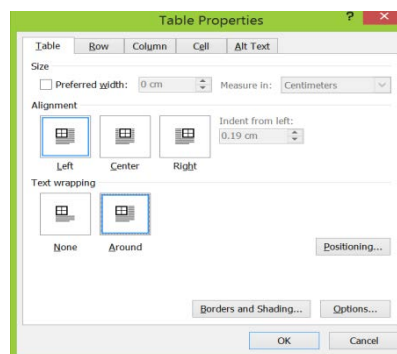 Table Properties ? ×
Table Row Column Cell Alt Text
Size
Preferred width: 0 cm Measure in: Centimeters
Alignment
Indent from left:
0.19 cm
Left Center Right
Text wrapping
None Around
Positioning...
Borders and Shading... Options...
OK Cancel